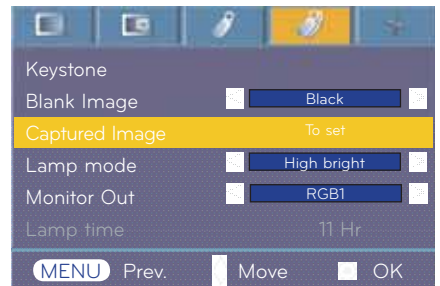 Keystone
Blank Image Black
Captured Image To set
Lamp mode High bright
Monitor Out RGB1
Lamp time 11 Hr
MENU Prev. Move OK